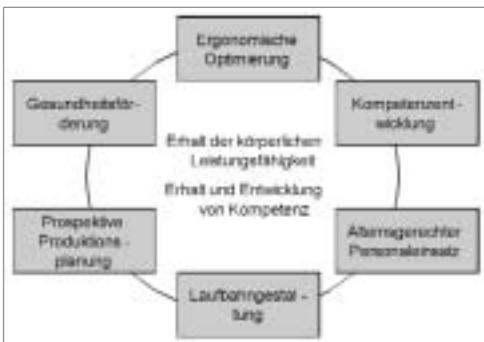 Ergonomische
Optimierung
Gesundheitsför-
derung
Kompetenzent-
wicklung
Erhalt der körperlichen
Leistungsfähigkeit
Erhalt und Entwicklung
von Kompetenz
Prospektive
Produktions-
planung
Alternsgerechter
Personaleinsatz
Laufbahngestal-
tung